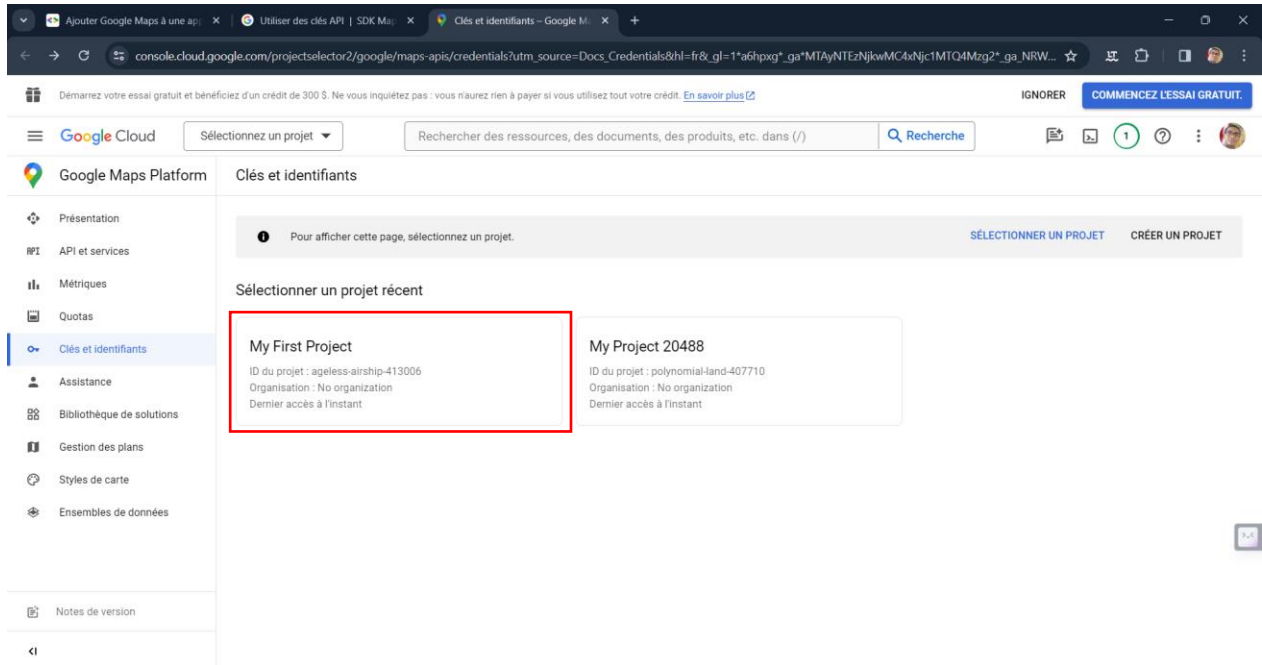 Ajouter Google Maps à une app
Utiliser des clés API | SDK Map
Clés et identifiants – Google Ma
console.cloud.google.com/projectselector2/google/maps-apis/credentials?utm_source=Docs_Credentials&hl=fr&_gl=1*a6hpxg*_ga*MTAyNTEzNjkwMC4xNjc1MTQ4Mzg2*_ga_NRW...
Démarrez votre essai gratuit et bénéficiez d'un crédit de 300 $. Ne vous inquiétez pas : vous n'aurez rien à payer si vous utilisez tout votre crédit. En savoir plus
IGNORER
COMMENCEZ L'ESSAI GRATUIT.
Google Cloud
Sélectionnez un projet
Rechercher des ressources, des documents, des produits, etc. dans (/)
Recherche
1
Google Maps Platform
Clés et identifiants
Présentation
API API et services
Métriques
Quotas
Clés et identifiants
Assistance
Bibliothèque de solutions
Gestion des plans
Styles de carte
Ensembles de données
Notes de version
Pour afficher cette page, sélectionnez un projet.
SÉLECTIONNER UN PROJET
CRÉER UN PROJET
Sélectionner un projet récent
My First Project
ID du projet : ageless-airship-413006
Organisation : No organization
Dernier accès à l'instant
My Project 20488
ID du projet : polynomial-land-407710
Organisation : No organization
Dernier accès à l'instant